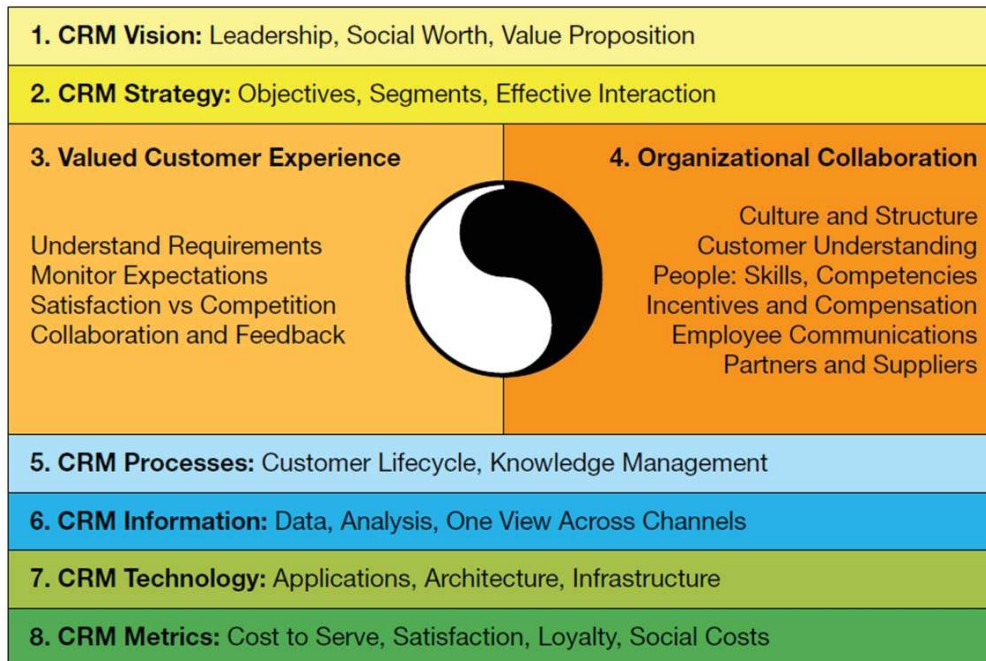 1. CRM Vision: Leadership, Social Worth, Value Proposition
2. CRM Strategy: Objectives, Segments, Effective Interaction
3. Valued Customer Experience
Understand Requirements
Monitor Expectations
Satisfaction vs Competition
Collaboration and Feedback
4. Organizational Collaboration
Culture and Structure
Customer Understanding
People: Skills, Competencies
Incentives and Compensation
Employee Communications
Partners and Suppliers
5. CRM Processes: Customer Lifecycle, Knowledge Management
6. CRM Information: Data, Analysis, One View Across Channels
7. CRM Technology: Applications, Architecture, Infrastructure
8. CRM Metrics: Cost to Serve, Satisfaction, Loyalty, Social Costs